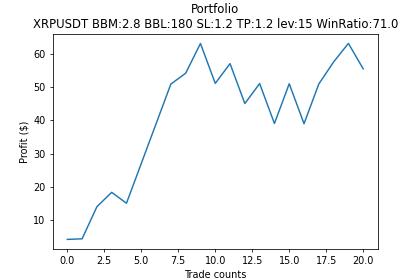 Portfolio
XRPUSDT BBM:2.8 BBL:180 SL:1.2 TP:1.2 lev:15 WinRatio:71.0
60
50
40
30
20
10
Profit ($)
0.0 2.5 5.0 7.5 10.0 12.5 15.0 17.5 20.0
Trade counts